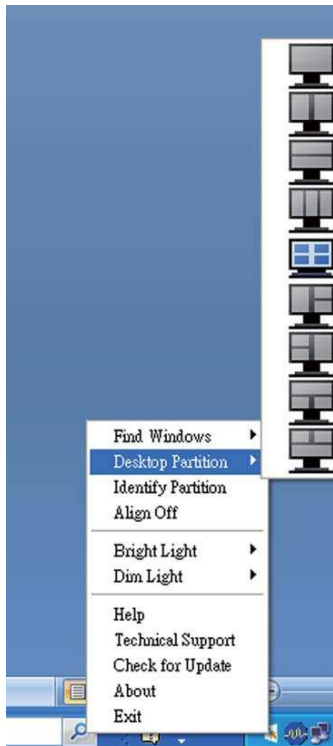 Find Windows
Desktop Partition
Identify Partition
Align Off
Bright Light
Dim Light
Help
Technical Support
Check for Update
About
Exit